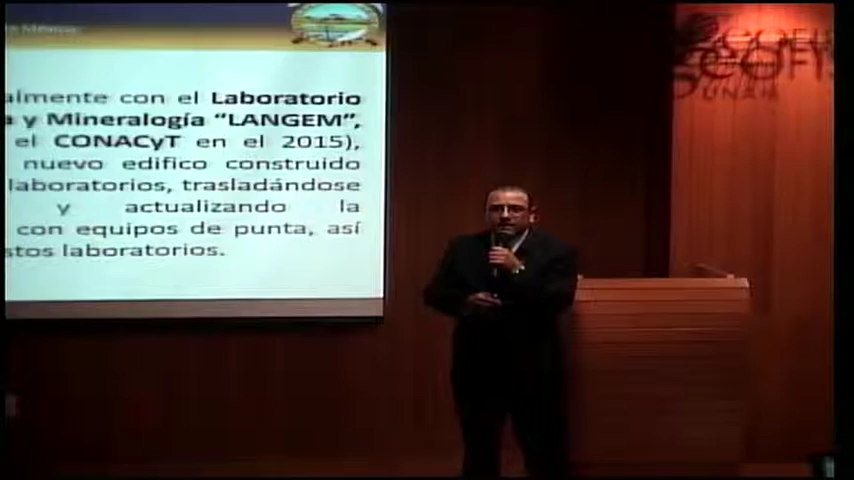 almente con el Laboratorio
a y Mineralogía "LANGEM",
el CONACyT en el 2015),
nuevo edifico construido
laboratorios, trasladándose
y actualizando la
con equipos de punta, así
stos laboratorios.
UNAM